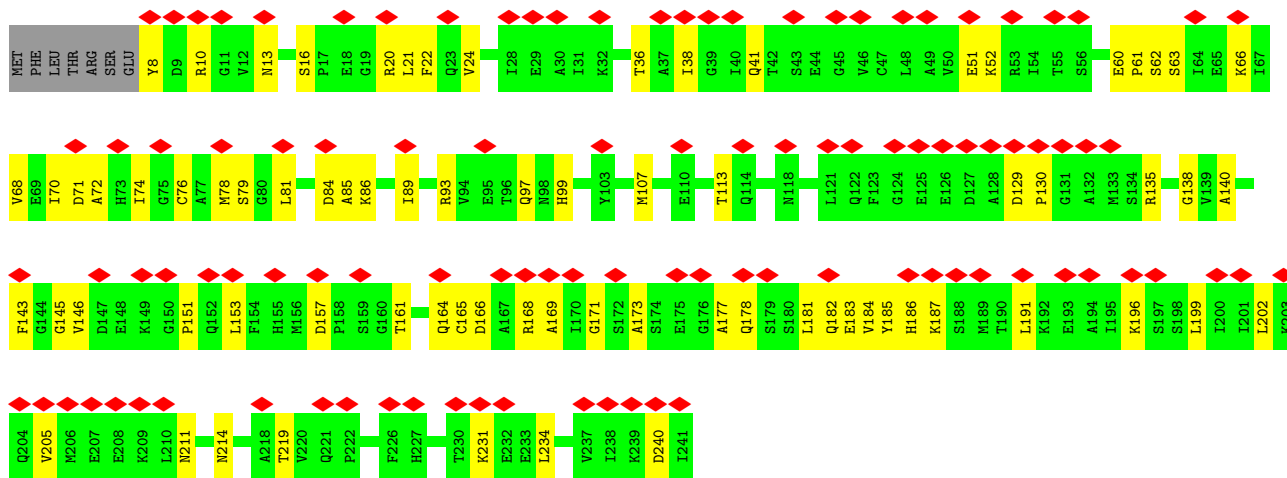 MET PHE LEU THR ARG SER GLU Y8 D9 R10 G11 V12 N13 S16 P17 E18 G19 R20 L21 F22 Q23 V24 I28 E29 A30 I31 K32 T36 A37 I38 G39 I40 Q41 T42 S43 E44 G45 V46 C47 L48 A49 V50 E51 K52 R53 I54 T55 S56 E60 P61 S62 S63 I64 E65 K66 I67
V68 E69 I70 D71 A72 H73 I74 G75 C76 A77 M78 S79 G80 L81 D84 A85 K86 I89 R93 V94 E95 T96 Q97 N98 H99 Y103 M107 E110 T113 Q114 N118 L121 Q122 F123 G124 E125 E126 D127 A128 D129 P130 G131 A132 M133 S134 R135 G138 V139 A140
F143 G144 G145 V146 D147 E148 K149 G150 P151 Q152 L153 F154 H155 M156 D157 P158 S159 G160 T161 Q164 C165 D166 A167 R168 A169 I170 G171 S172 A173 S174 E175 G176 A177 Q178 S179 S180 L181 Q182 E183 V184 Y185 H186 K187 S188 M189 T190 L191 K192 E193 A194 I195 K196 S197 S198 L199 I200 I201 L202 K203
Q204 V205 M206 E207 E208 K209 L210 N211 N214 A218 T219 V220 Q221 P222 F226 H227 T230 K231 E232 E233 L234 V237 I238 K239 D240 I241